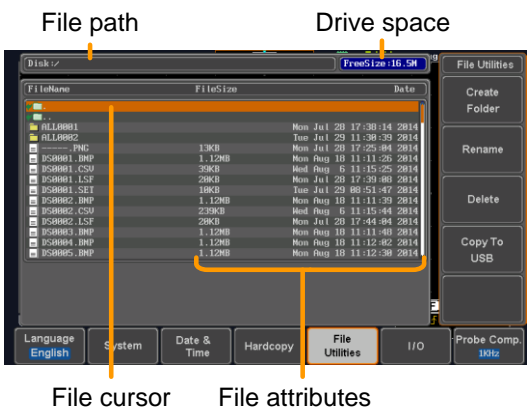 File path Drive space
Disk:/ FreeSize:16.5M File Utilities
FileName FileSize Date
.
..
ALL0001 Mon Jul 28 17:38:14 2014
ALL0002 Tue Jul 29 11:30:39 2014
-----.PNG 13KB Mon Jul 28 17:25:04 2014
DS0001.BMP 1.12MB Mon Aug 18 11:11:26 2014
DS0001.CSV 39KB Wed Aug 6 11:15:25 2014
DS0001.LSF 20KB Mon Jul 28 17:39:08 2014
DS0001.SET 10KB Tue Jul 29 08:51:47 2014
DS0002.BMP 1.12MB Mon Aug 18 11:11:39 2014
DS0002.CSV 239KB Wed Aug 6 11:15:44 2014
DS0002.LSF 20KB Mon Jul 28 17:44:04 2014
DS0003.BMP 1.12MB Mon Aug 18 11:11:48 2014
DS0004.BMP 1.12MB Mon Aug 18 11:12:02 2014
DS0005.BMP 1.12MB Mon Aug 18 11:12:30 2014
Create
Folder
Rename
Delete
Copy To
USB
Language
English
System
Date &
Time
Hardcopy
File
Utilities
I/O
Probe Comp.
1KHz
File cursor File attributes